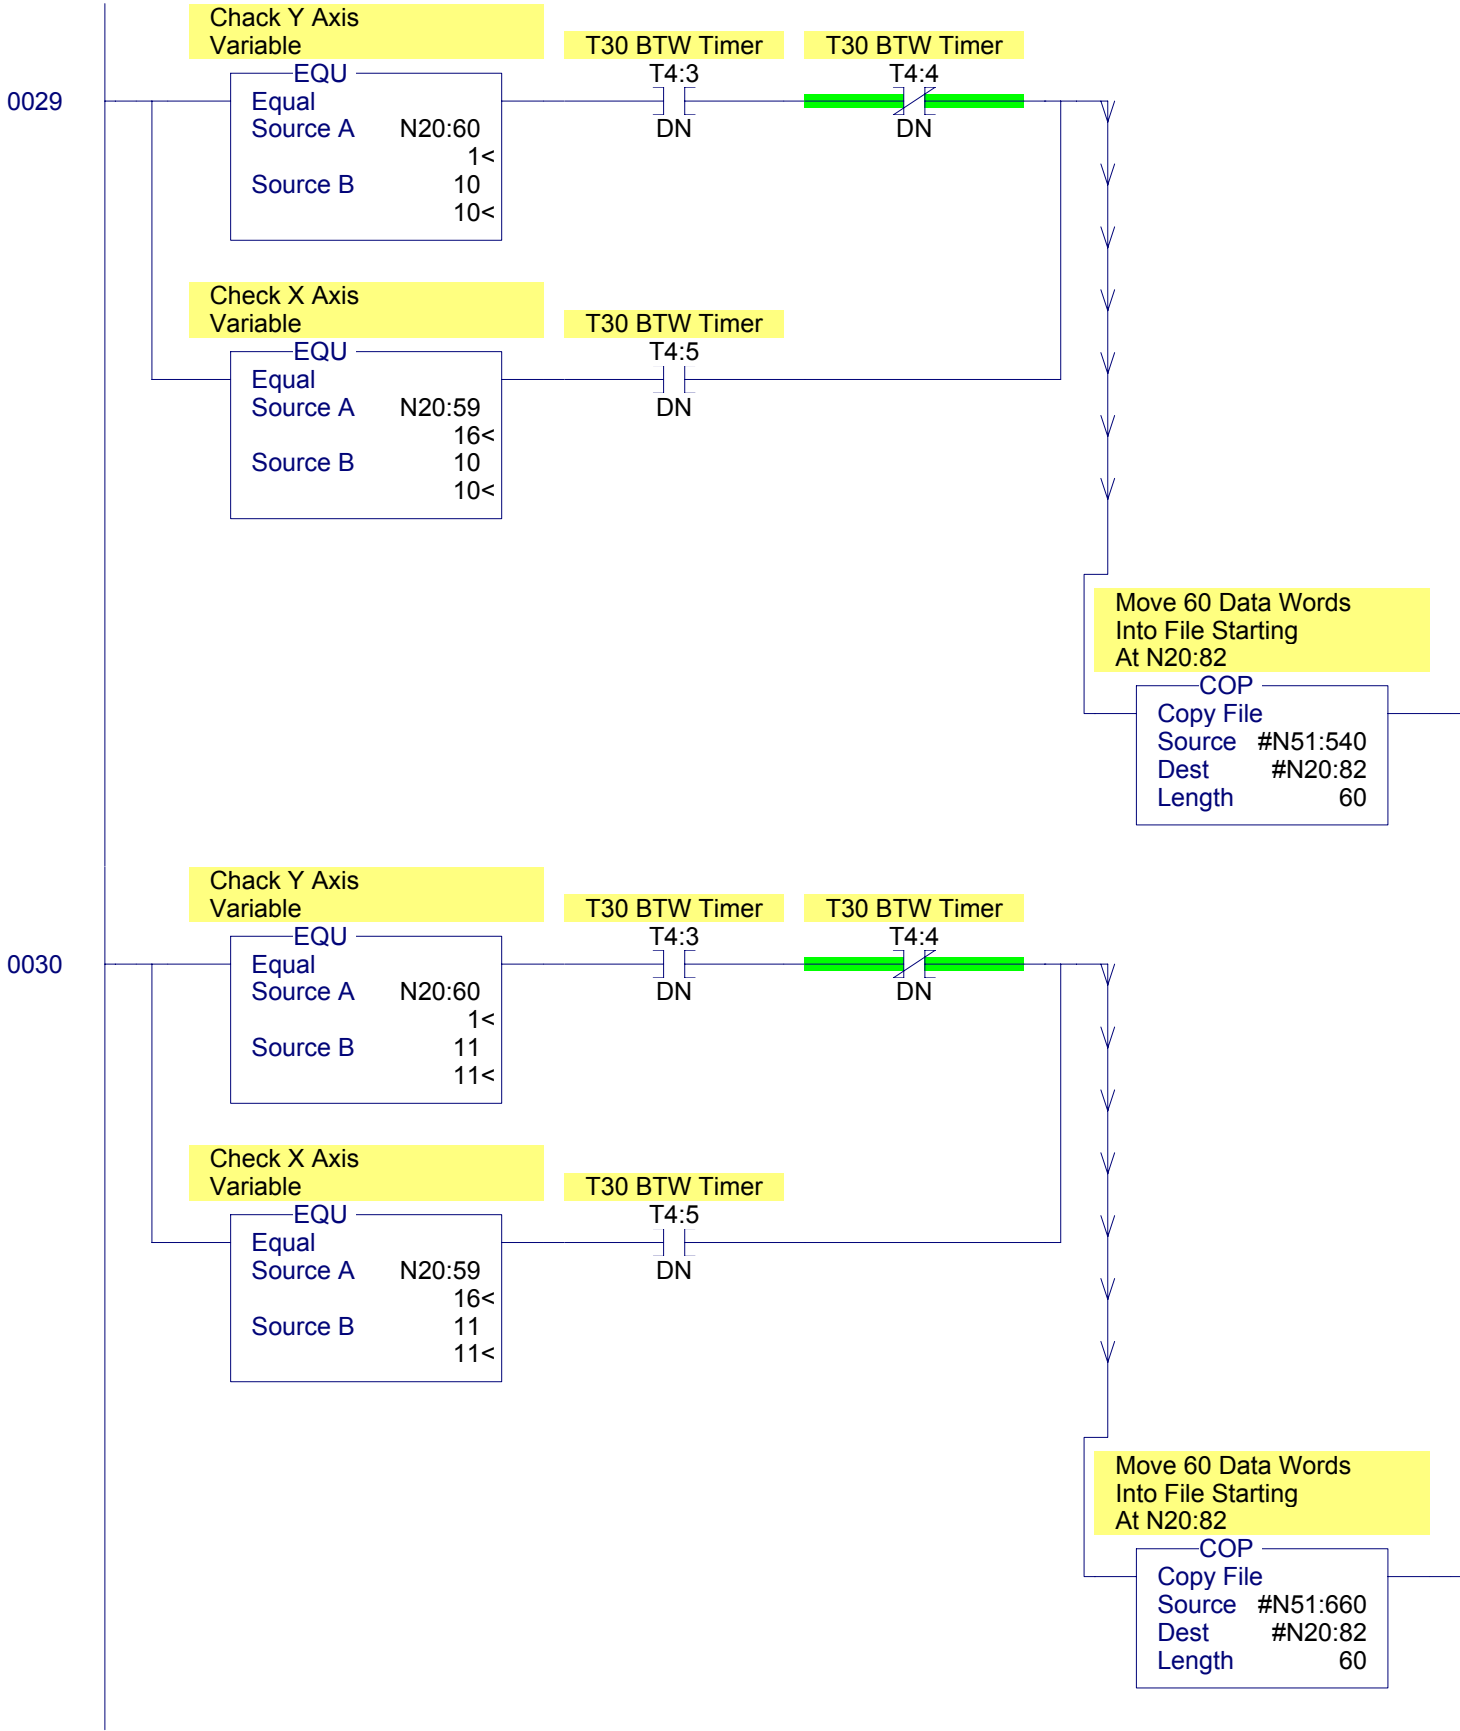 Chack Y Axis
Variable
T30 BTW Timer
T30 BTW Timer
0029
EQU
Equal
Source A N20:60
1<
Source B 10
10<
T4:3
DN
T4:4
DN
Check X Axis
Variable
T30 BTW Timer
EQU
Equal
Source A N20:59
16<
Source B 10
10<
T4:5
DN
Move 60 Data Words
Into File Starting
At N20:82
COP
Copy File
Source #N51:540
Dest #N20:82
Length 60
Chack Y Axis
Variable
T30 BTW Timer
T30 BTW Timer
0030
EQU
Equal
Source A N20:60
1<
Source B 11
11<
T4:3
DN
T4:4
DN
Check X Axis
Variable
T30 BTW Timer
EQU
Equal
Source A N20:59
16<
Source B 11
11<
T4:5
DN
Move 60 Data Words
Into File Starting
At N20:82
COP
Copy File
Source #N51:660
Dest #N20:82
Length 60